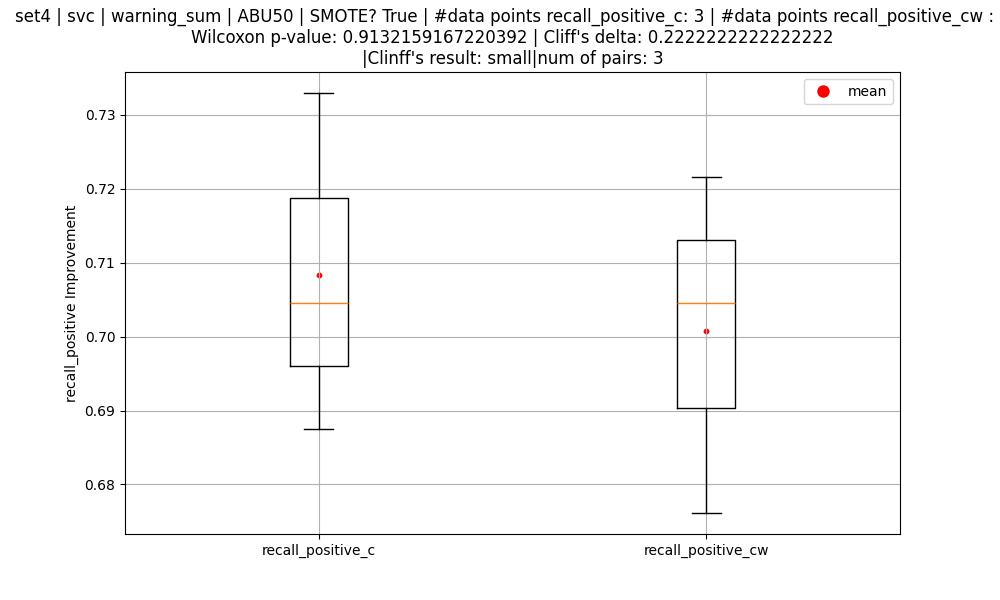 set4 | svc | warning_sum | ABU50 | SMOTE? True | #data points recall_positive_c: 3 | #data points recall_positive_cw :
Wilcoxon p-value: 0.9132159167220392 | Cliff's delta: 0.2222222222222222
|Clinff's result: small|num of pairs: 3
mean
0.73
0.72
0.71
0.70
0.69
0.68
recall_positive Improvement
recall_positive_c
recall_positive_cw